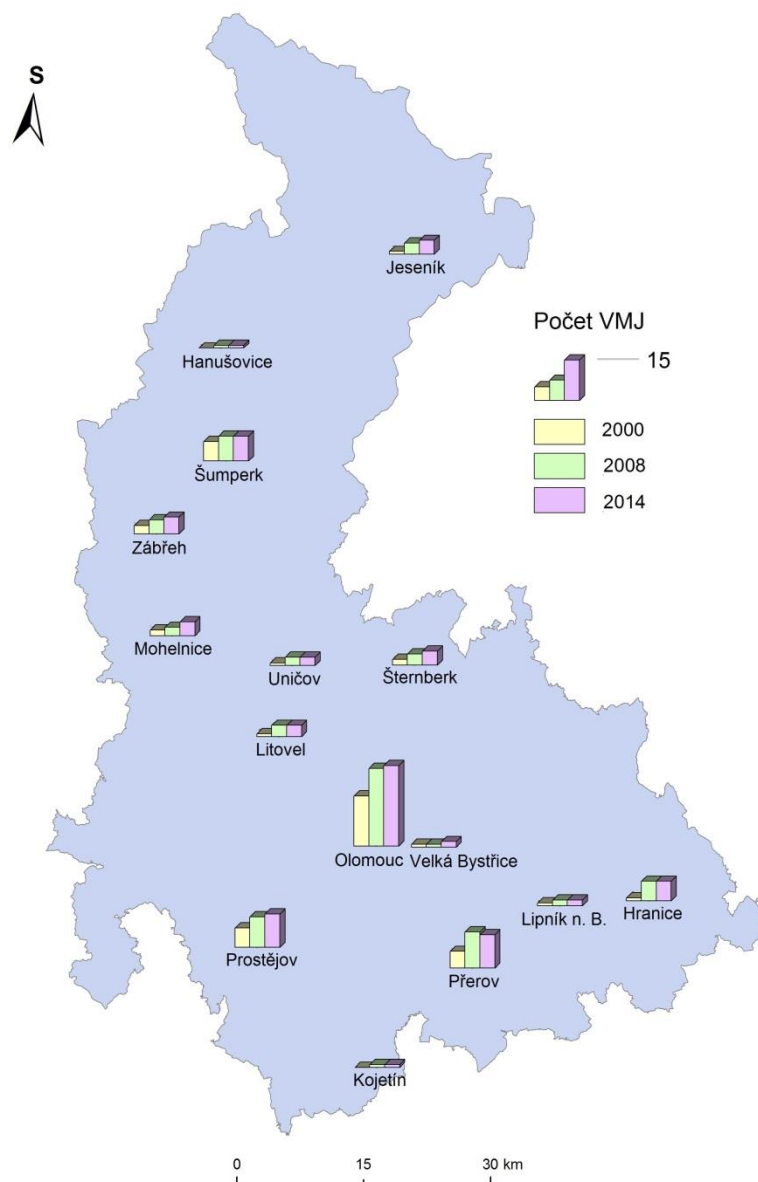 S
Jeseník
Počet VMJ
15
Hanušovice
2000
2008
2014
Šumperk
Zábřeh
Mohelnice
Uničov
Šternberk
Litovel
Olomouc Velká Bystřice
Lipník n. B.
Hranice
Prostějov
Přerov
Kojetín
0 15 30 km